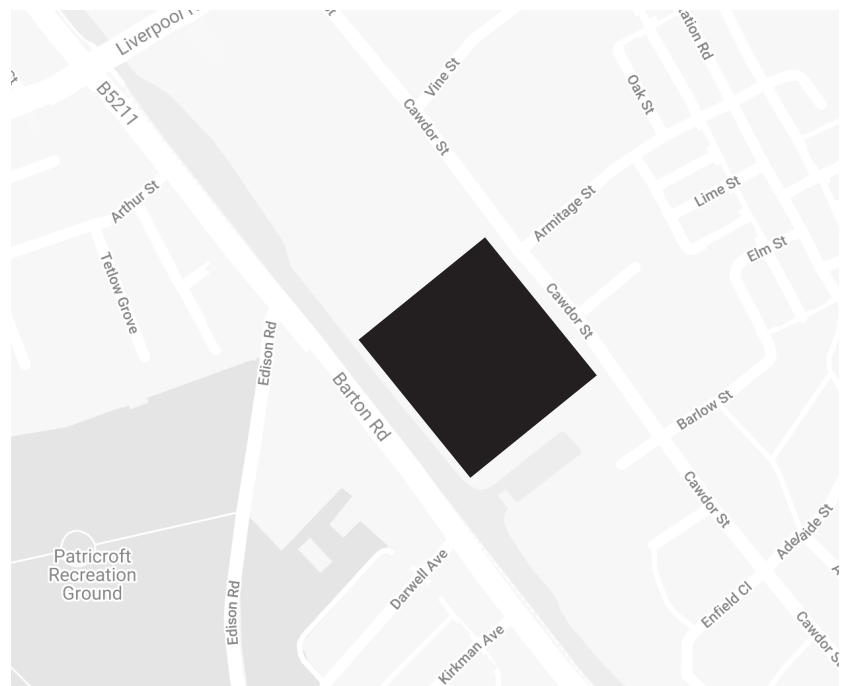 Liverpool
B5211
Vine St
Cawdor St
Oak St
Arthur St
Armitage St
Lime St
Elm St
Tetlow Grove
Cawdor St
Edison Rd
Barton Rd
Barlow St
Cawdor St
Adelaide St
Patricroft
Recreation
Ground
Darwell Ave
Edison Rd
Enfield Cl
Kirkman Ave
Cawdor St